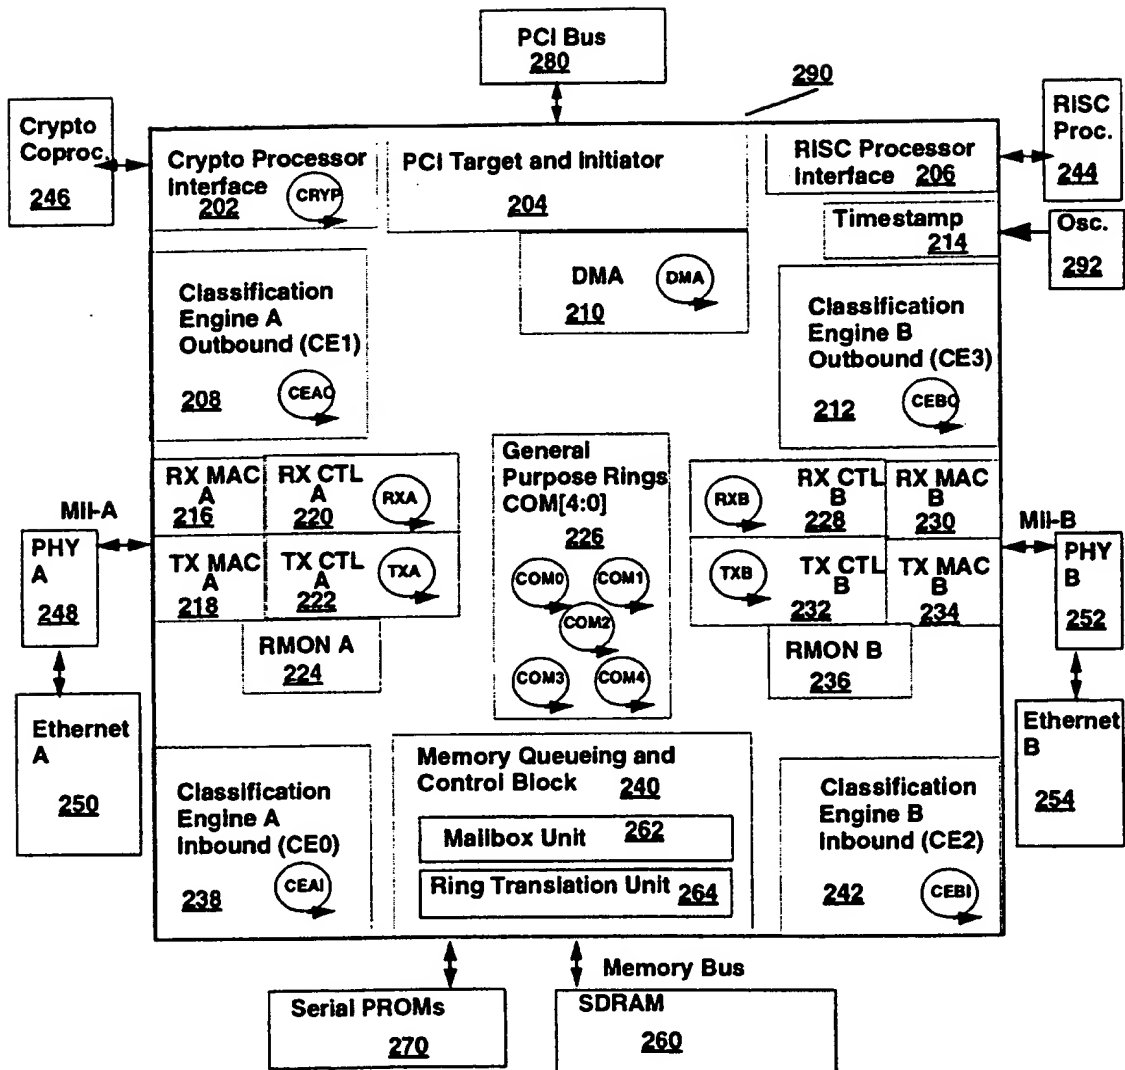 PCI Bus
280
290
Crypto
Coproc.
246
RISC
Proc.
244
Crypto Processor
Interface
202
CRYP
PCI Target and Initiator
204
RISC Processor
Interface 206
Timestamp
214
Osc.
292
DMA
210
DMA
Classification
Engine A
Outbound (CE1)
208
CEAO
Classification
Engine B
Outbound (CE3)
212
CEBO
General
Purpose Rings
COM[4:0]
226
COM0
COM1
COM2
COM3
COM4
RX MAC
A
216
RX CTL
A
220
RXA
RXB
RX CTL
B
228
RX MAC
B
230
MII-A
MII-B
PHY
A
248
TX MAC
A
218
TX CTL
A
222
TXA
TXB
TX CTL
B
232
TX MAC
B
234
PHY
B
252
RMON A
224
RMON B
236
Ethernet
A
250
Ethernet
B
254
Memory Queueing and
Control Block 240
Mailbox Unit 262
Ring Translation Unit 264
Classification
Engine A
Inbound (CE0)
238
CEAI
Classification
Engine B
Inbound (CE2)
242
CEBI
Memory Bus
Serial PROMs
270
SDRAM
260